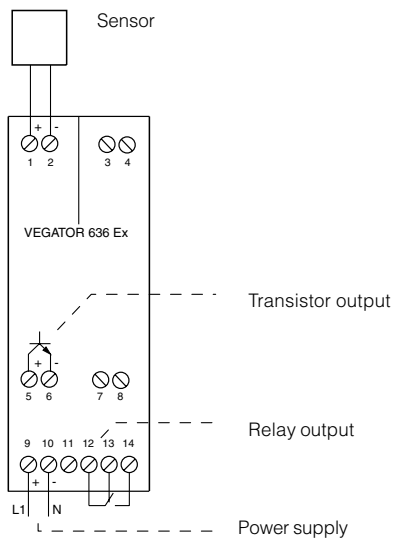 Sensor
+ -
1 2 3 4
VEGATOR 636 Ex
Transistor output
+ -
5 6 7 8
Relay output
9 10 11 12 13 14
+ -
L1 N
Power supply